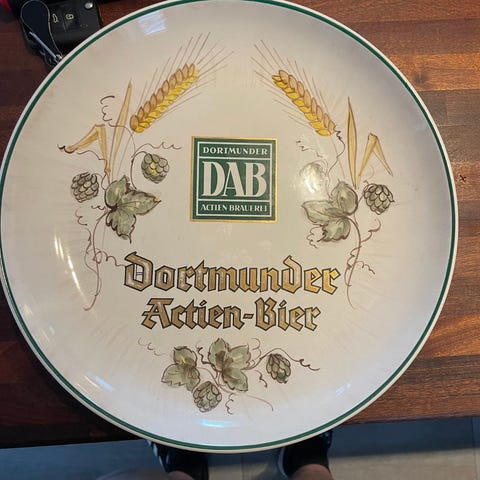 DORTMUNDER
DAB
ACTIEN BRAUEREI
Dortmunder
Actien-Bier